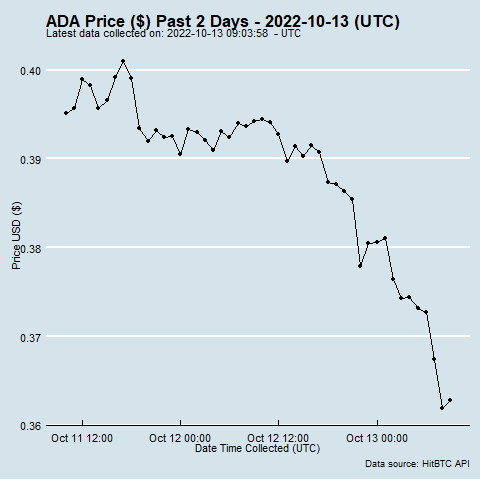 ADA Price ($) Past 2 Days - 2022-10-13 (UTC)
Latest data collected on: 2022-10-13 09:03:58 - UTC
Price USD ($)
0.40
0.39
0.38
0.37
0.36
Oct 11 12:00
Oct 12 00:00
Oct 12 12:00
Oct 13 00:00
Date Time Collected (UTC)
Data source: HitBTC API